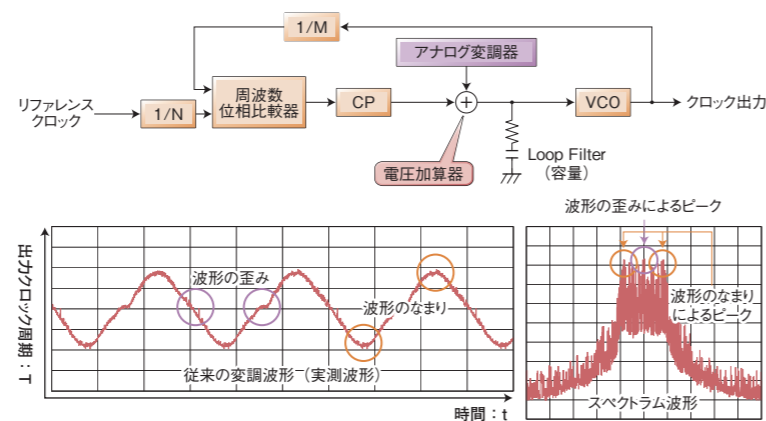 1/M
アナログ変調器
リファレンス
クロック
1/N
周波数
位相比較器
CP
+
VCO
クロック出力
電圧加算器
Loop Filter
（容量）
波形の歪みによるピーク
出力クロック周期：T
波形の歪み
波形のなまり
従来の変調波形（実測波形）
時間：t
波形のなまり
によるピーク
スペクトラム波形